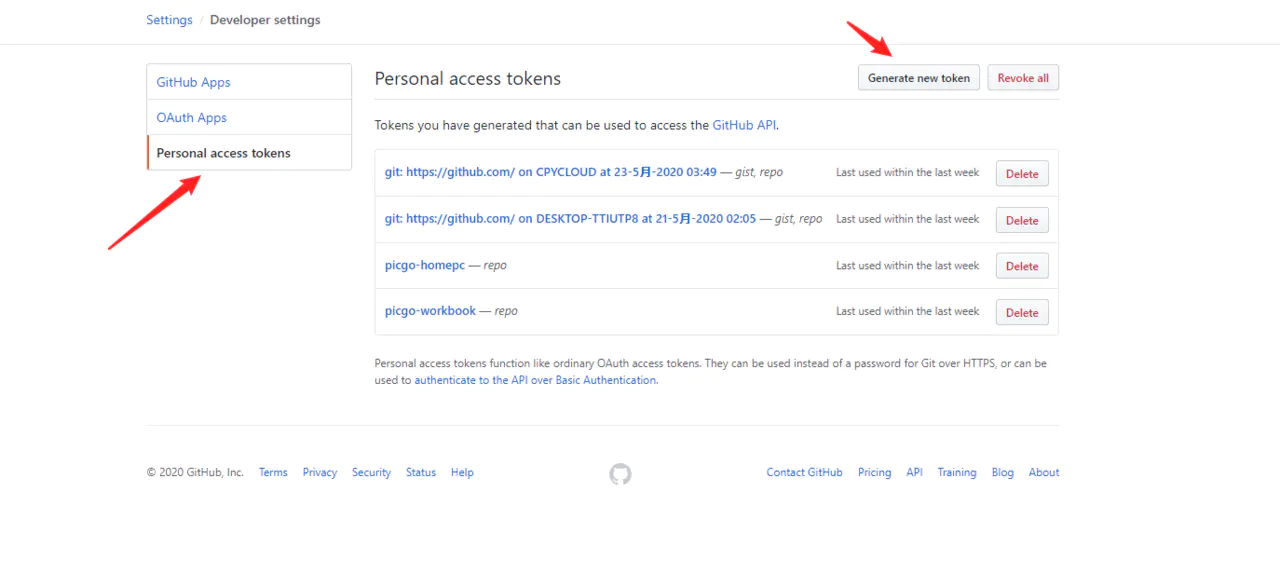 Settings / Developer settings
GitHub Apps
OAuth Apps
Personal access tokens
Personal access tokens
Generate new token
Revoke all
Tokens you have generated that can be used to access the GitHub API.
git: https://github.com/ on CPYCLOUD at 23-5月-2020 03:49 — gist, repo Last used within the last week Delete
git: https://github.com/ on DESKTOP-TTIUTP8 at 21-5月-2020 02:05 — gist, repo Last used within the last week Delete
picgo-homepc — repo Last used within the last week Delete
picgo-workbook — repo Last used within the last week Delete
Personal access tokens function like ordinary OAuth access tokens. They can be used instead of a password for Git over HTTPS, or can be
used to authenticate to the API over Basic Authentication.
© 2020 GitHub, Inc. Terms Privacy Security Status Help Contact GitHub Pricing API Training Blog About